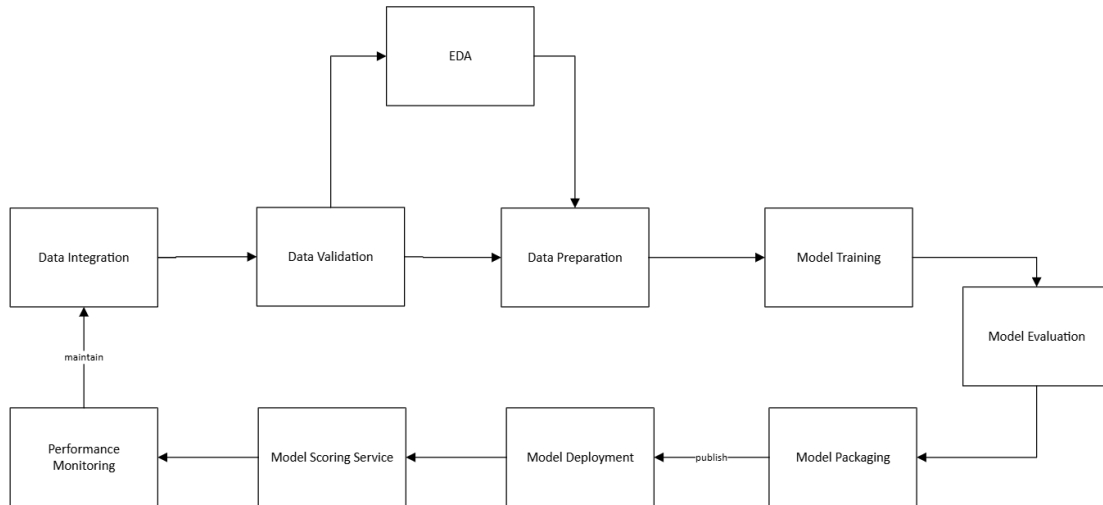 EDA
Data Integration
Data Validation
Data Preparation
Model Training
Model Evaluation
maintain
Performance
Monitoring
Model Scoring Service
Model Deployment
publish
Model Packaging